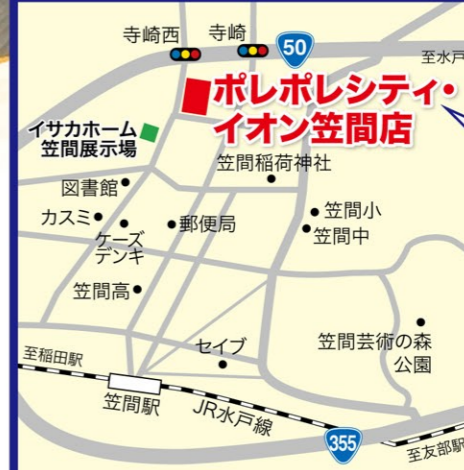 寺崎西
寺崎
50
至水戸
ポレポレシティ・
イオン笠間店
イサカホーム
笠間展示場
笠間稲荷神社
図書館
カスミ
ケーズ
デンキ
郵便局
笠間小
笠間中
笠間高
セイブ
笠間芸術の森
公園
至稲田駅
笠間駅
JR水戸線
355
至友部駅